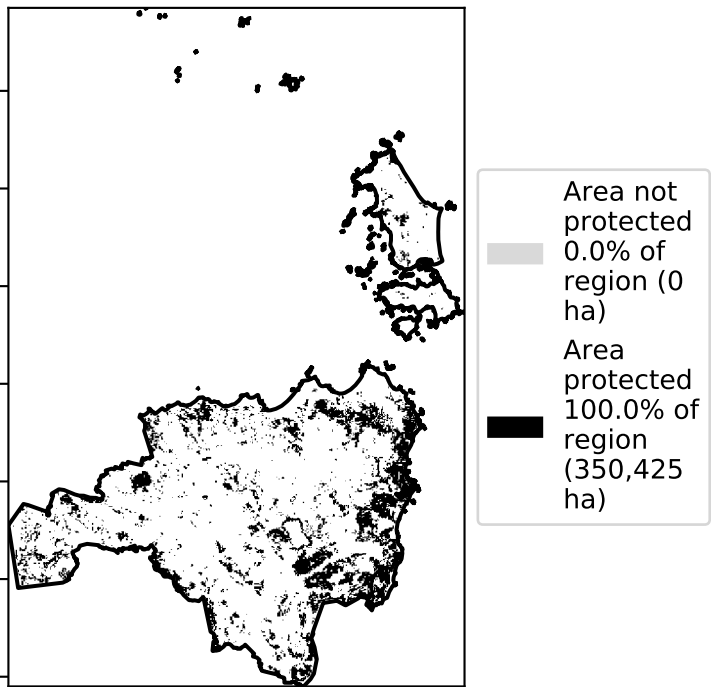 Area not
protected
0.0% of
region (0
ha)
Area
protected
100.0% of
region
(350,425
ha)